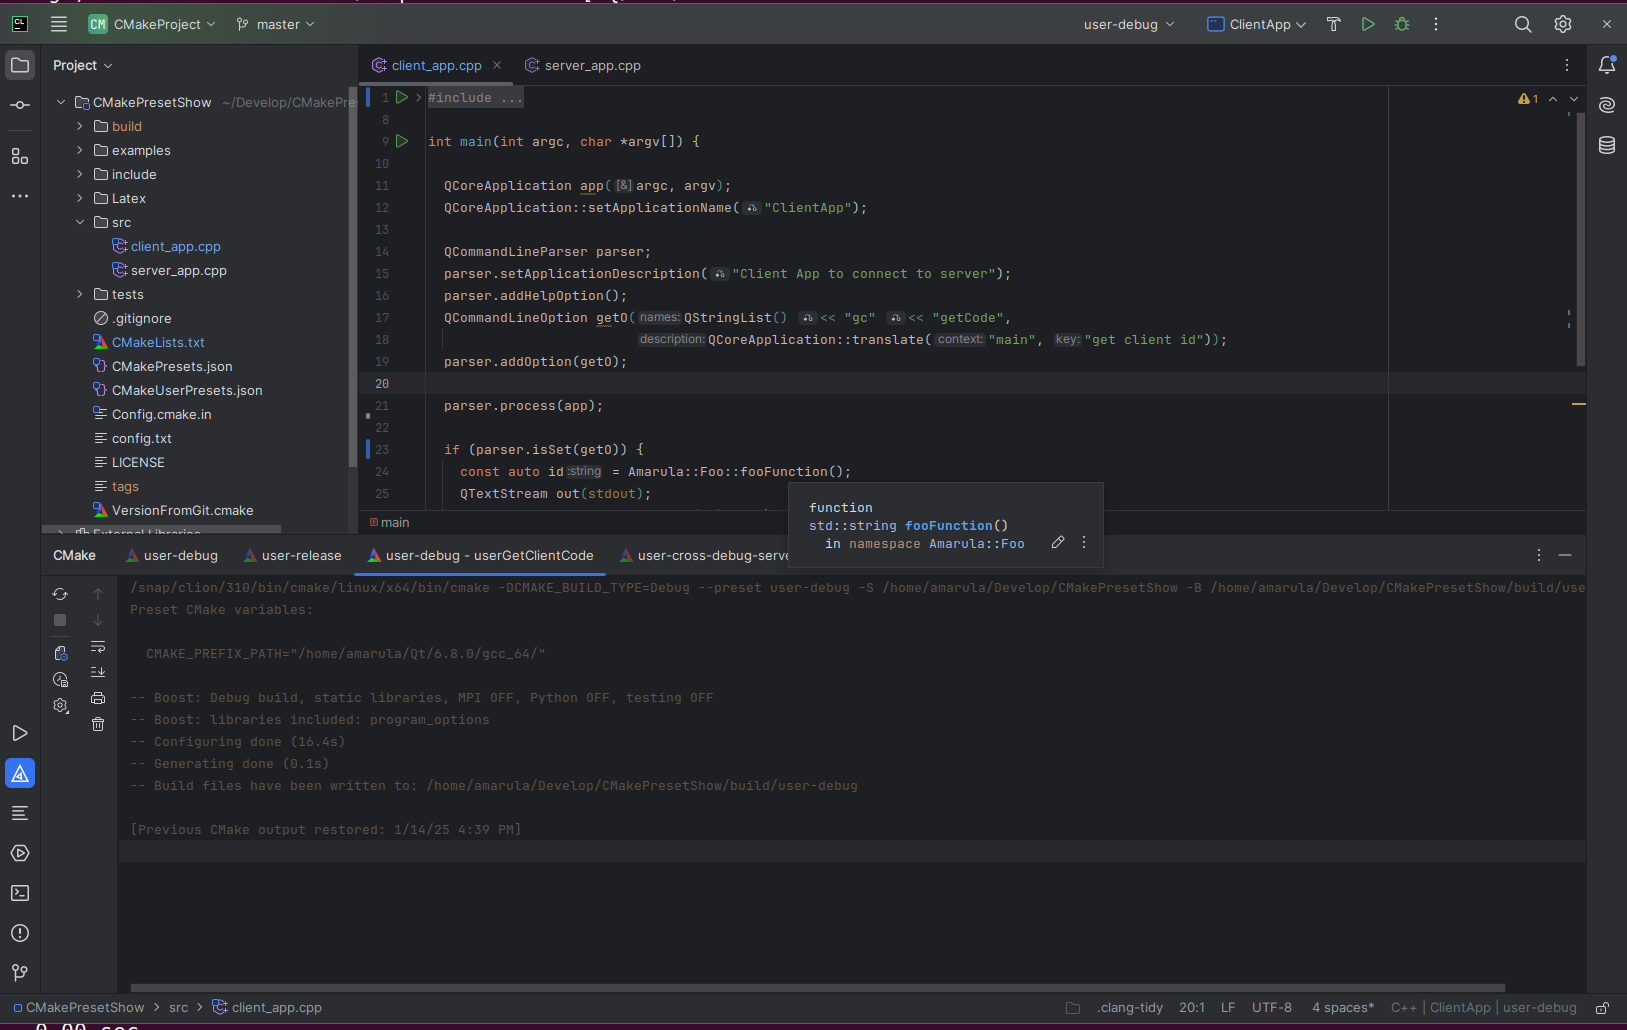 CL CM CMakeProject master user-debug ClientApp
Project
client_app.cpp
server_app.cpp
CMakePresetShow ~/Develop/CMakePre
build
examples
include
Latex
src
client_app.cpp
server_app.cpp
tests
.gitignore
CMakeLists.txt
CMakePresets.json
CMakeUserPresets.json
Config.cmake.in
config.txt
LICENSE
tags
VersionFromGit.cmake
1 #include ...
1
8
9 int main(int argc, char *argv[]) {
10
11 QCoreApplication app([&]argc, argv);
12 QCoreApplication::setApplicationName("ClientApp");
13
14 QCommandLineParser parser;
15 parser.setApplicationDescription("Client App to connect to server");
16 parser.addHelpOption();
17 QCommandLineOption getO(names:QStringList() << "gc" << "getCode",
18 description:QCoreApplication::translate(context:"main", key:"get client id"));
19 parser.addOption(getO);
20
21 parser.process(app);
22
23 if (parser.isSet(getO)) {
24 const auto id:string = Amarula::Foo::fooFunction();
25 QTextStream out(stdout);
function
std::string fooFunction()
in namespace Amarula::Foo
main
CMake user-debug user-release user-debug - userGetClientCode user-cross-debug-serve
/snap/clion/310/bin/cmake/linux/x64/bin/cmake -DCMAKE_BUILD_TYPE=Debug --preset user-debug -S /home/amarula/Develop/CMakePresetShow -B /home/amarula/Develop/CMakePresetShow/build/use
Preset CMake variables:
CMAKE_PREFIX_PATH="/home/amarula/Qt/6.8.0/gcc_64/"
-- Boost: Debug build, static libraries, MPI OFF, Python OFF, testing OFF
-- Boost: libraries included: program_options
-- Configuring done (16.4s)
-- Generating done (0.1s)
-- Build files have been written to: /home/amarula/Develop/CMakePresetShow/build/user-debug
[Previous CMake output restored: 1/14/25 4:39 PM]
CMakePresetShow > src > client_app.cpp .clang-tidy 20:1 LF UTF-8 4 spaces* C++ | ClientApp | user-debug
0.00 sec